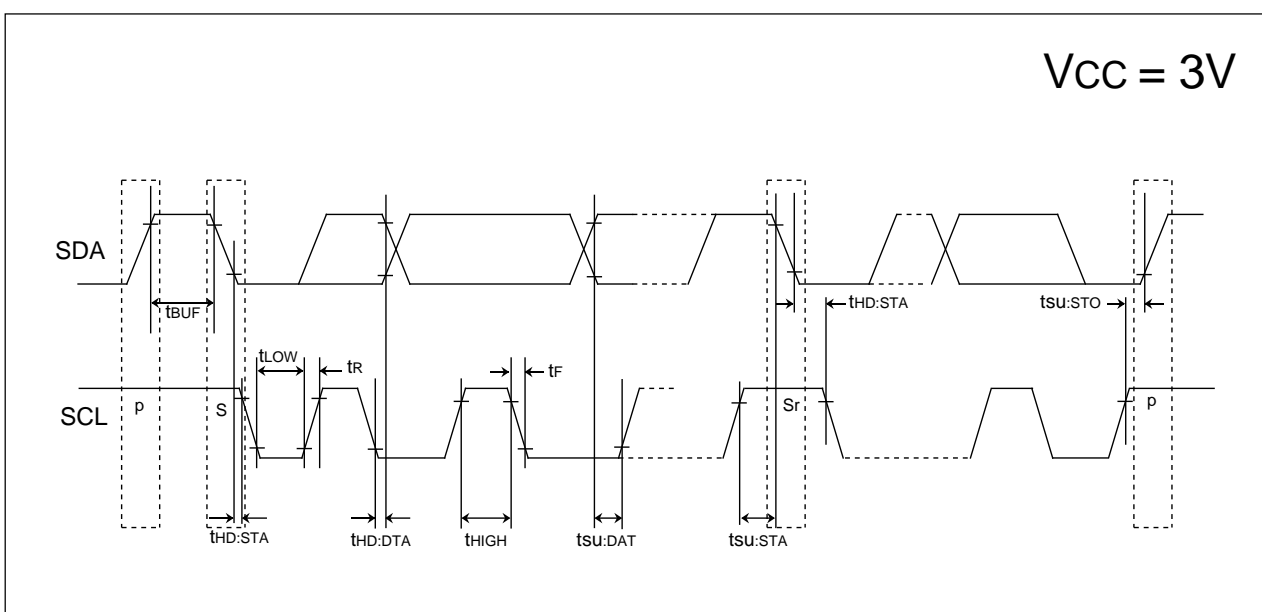 VCC = 3V
SDA
tBUF
tHD:STA
tsu:STO
tLOW
tR
tF
SCL
p
S
Sr
p
tHD:STA
tHD:DTA
tHIGH
tsu:DAT
tsu:STA